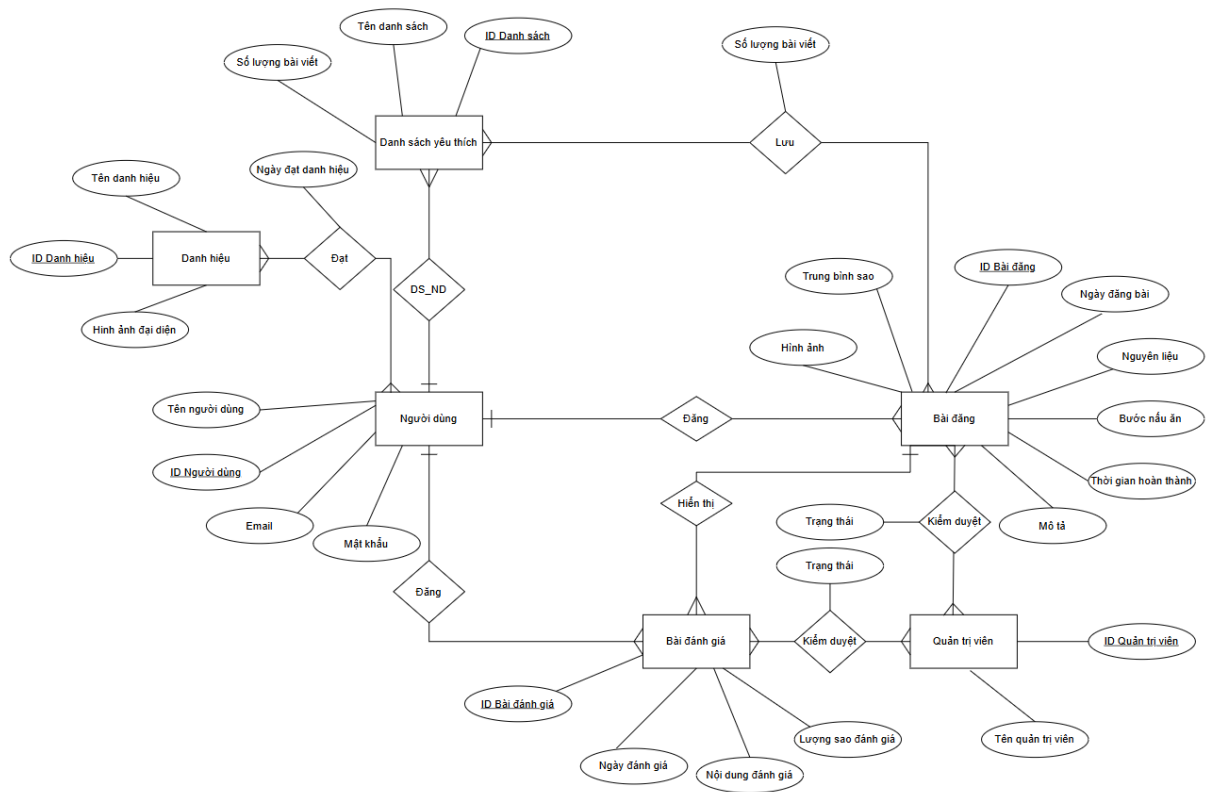 Tên danh sách
ID Danh sách
Số lượng bài viết
Số lượng bài viết
Danh sách yêu thích
Lưu
Ngày đạt danh hiệu
Tên danh hiệu
ID Danh hiệu
Danh hiệu
Đạt
Hình ảnh đại diện
DS_ND
Trung bình sao
ID Bài đăng
Ngày đăng bài
Hình ảnh
Nguyên liệu
Tên người dùng
Người dùng
Đăng
Bài đăng
Bước nấu ăn
ID Người dùng
Thời gian hoàn thành
Hiển thị
Email
Mật khẩu
Trạng thái
Kiểm duyệt
Mô tả
Trạng thái
Đăng
Bài đánh giá
Kiểm duyệt
Quản trị viên
ID Quản trị viên
ID Bài đánh giá
Lượng sao đánh giá
Tên quản trị viên
Ngày đánh giá
Nội dung đánh giá